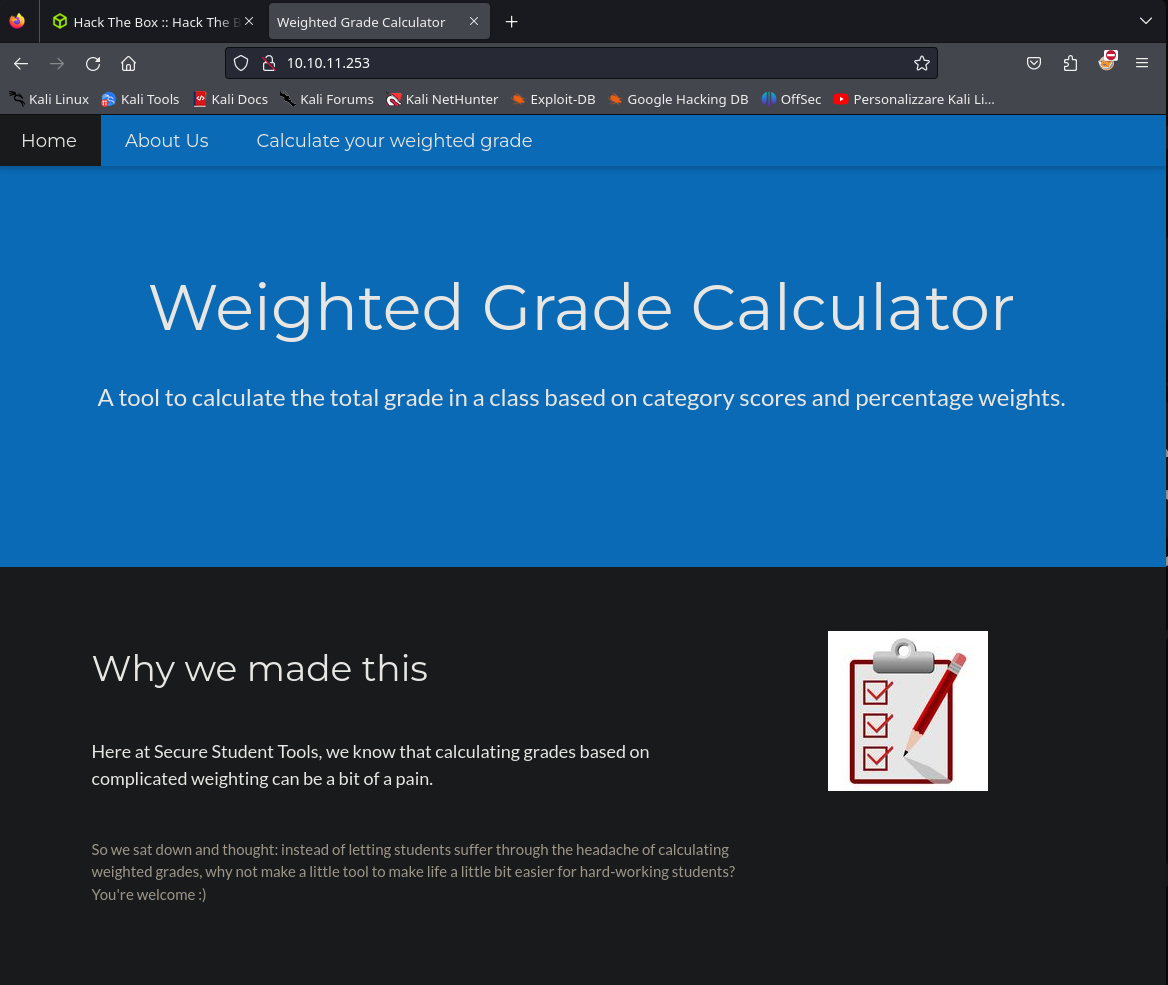 Hack The Box :: Hack The B
Weighted Grade Calculator
10.10.11.253
Kali Linux
Kali Tools
Kali Docs
Kali Forums
Kali NetHunter
Exploit-DB
Google Hacking DB
OffSec
Personalizzare Kali Li...
Home
About Us
Calculate your weighted grade
Weighted Grade Calculator
A tool to calculate the total grade in a class based on category scores and percentage weights.
Why we made this
Here at Secure Student Tools, we know that calculating grades based on
complicated weighting can be a bit of a pain.
So we sat down and thought: instead of letting students suffer through the headache of calculating
weighted grades, why not make a little tool to make life a little bit easier for hard-working students?
You're welcome :)